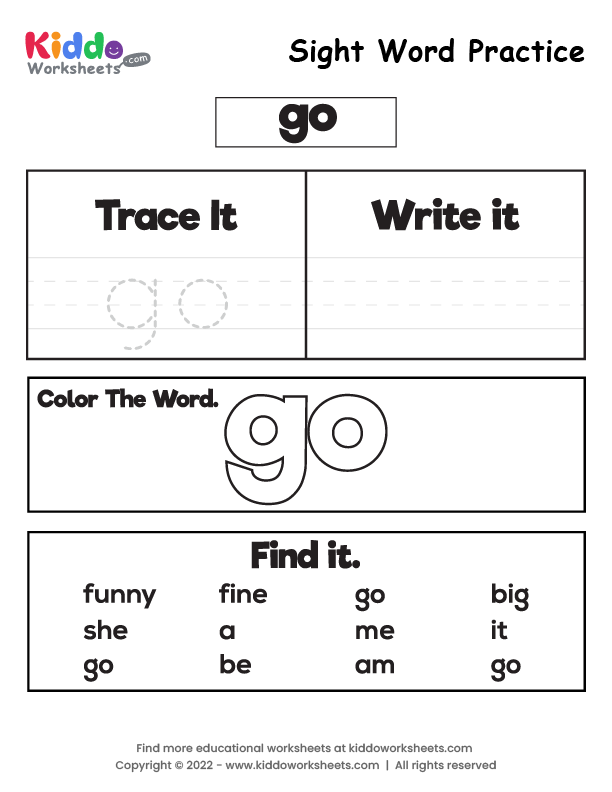 Kiddo
Worksheets .com
Sight Word Practice
go
Trace It
Write it
go
Color The Word.
go
Find it.
funny fine go big
she a me it
go be am go
Find more educational worksheets at kiddoworksheets.com
Copyright © 2022 - www.kiddoworksheets.com | All rights reserved